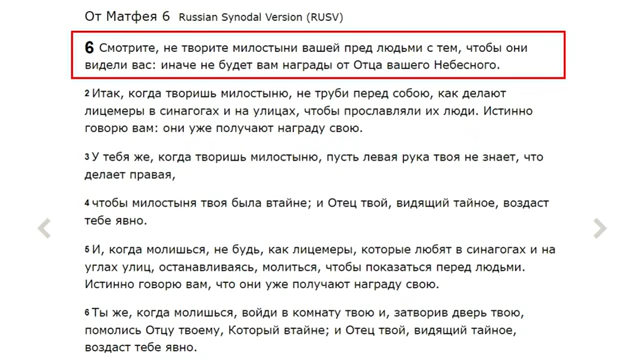 От Матфея 6 Russian Synodal Version (RUSV)
6 Смотрите, не творите милостыни вашей пред людьми с тем, чтобы они
видели вас: иначе не будет вам награды от Отца вашего Небесного.
2 Итак, когда творишь милостыню, не труби перед собою, как делают
лицемеры в синагогах и на улицах, чтобы прославляли их люди. Истинно
говорю вам: они уже получают награду свою.
3 У тебя же, когда творишь милостыню, пусть левая рука твоя не знает, что
делает правая,
4 чтобы милостыня твоя была втайне; и Отец твой, видящий тайное, воздаст
тебе явно.
5 И, когда молишься, не будь, как лицемеры, которые любят в синагогах и на
углах улиц, останавливаясь, молиться, чтобы показаться перед людьми.
Истинно говорю вам, что они уже получают награду свою.
6 Ты же, когда молишься, войди в комнату твою и, затворив дверь твою,
помолись Отцу твоему, Который втайне; и Отец твой, видящий тайное,
воздаст тебе явно.